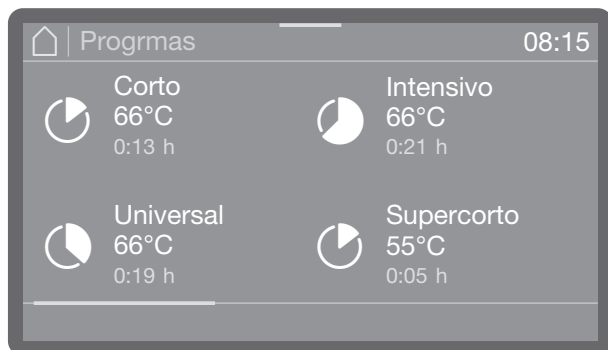 Progrmas
08:15
Corto
66°C
0:13 h
Intensivo
66°C
0:21 h
Universal
66°C
0:19 h
Supercorto
55°C
0:05 h